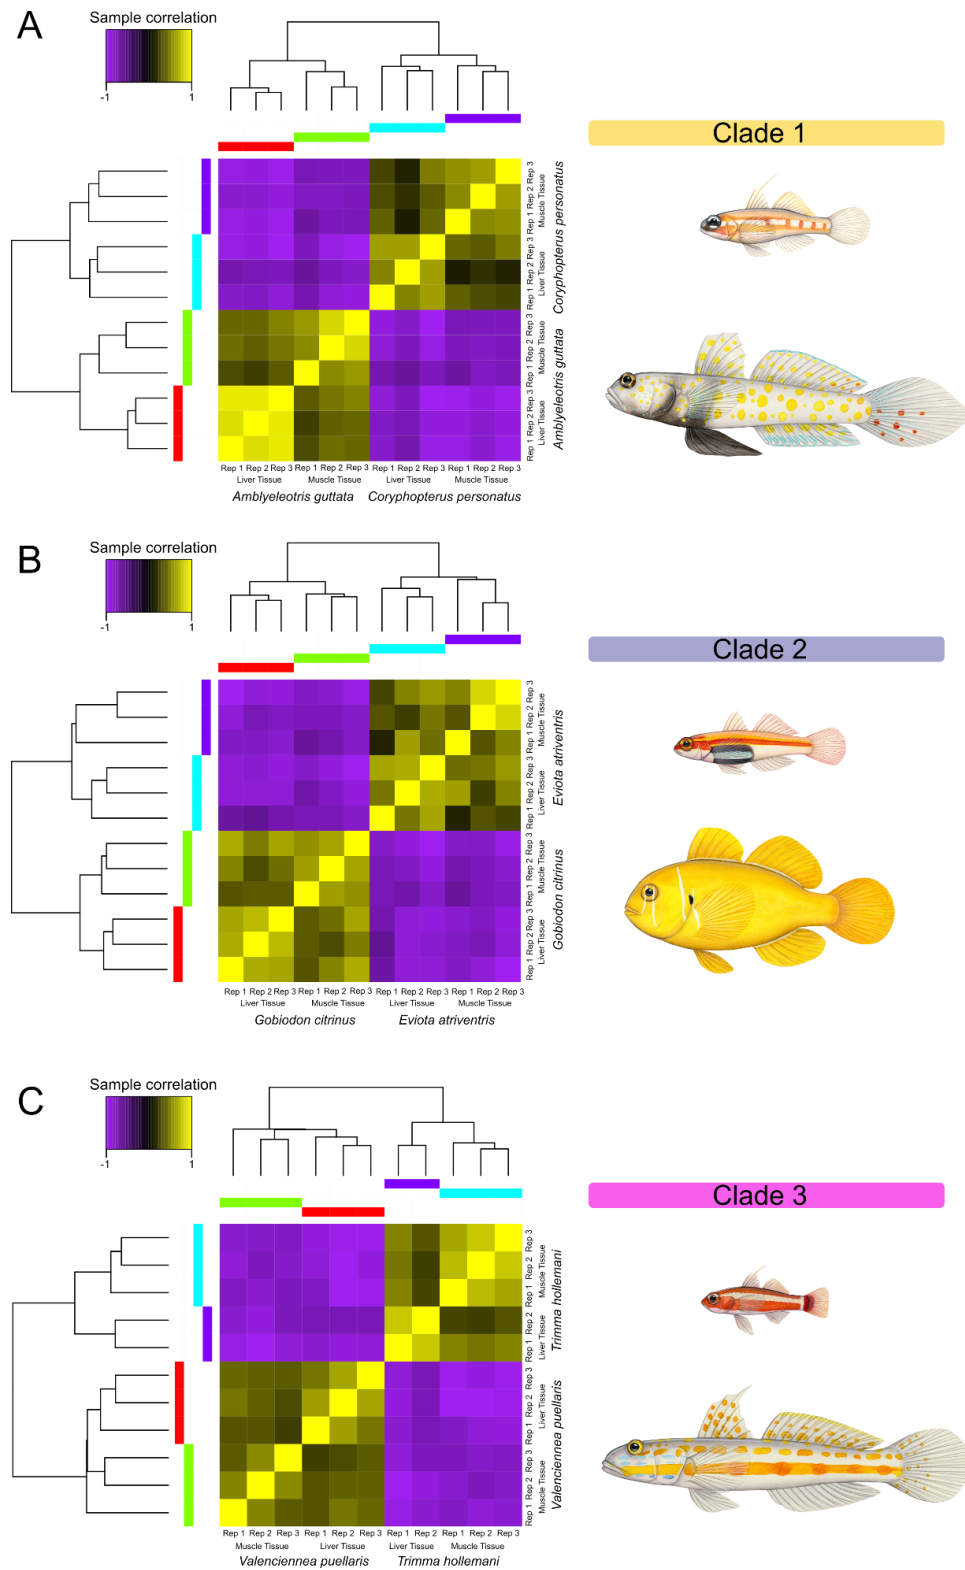 A
Sample correlation
-1 1
Clade 1
Rep 3
Rep 2
Rep 1
Muscle Tissue
Rep 3
Rep 2
Rep 1
Liver Tissue
Coryphopterus personatus
Rep 3
Rep 2
Rep 1
Muscle Tissue
Rep 3
Rep 2
Rep 1
Liver Tissue
Amblyeleotris guttata
Rep 1 Rep 2 Rep 3 Rep 1 Rep 2 Rep 3 Rep 1 Rep 2 Rep 3 Rep 1 Rep 2 Rep 3
Liver Tissue Muscle Tissue Liver Tissue Muscle Tissue
Amblyeleotris guttata Coryphopterus personatus
B
Sample correlation
-1 1
Clade 2
Rep 3
Rep 2
Rep 1
Muscle Tissue
Rep 3
Rep 2
Rep 1
Liver Tissue
Eviota atriventris
Rep 3
Rep 2
Rep 1
Muscle Tissue
Rep 3
Rep 2
Rep 1
Liver Tissue
Gobiodon citrinus
Rep 1 Rep 2 Rep 3 Rep 1 Rep 2 Rep 3 Rep 1 Rep 2 Rep 3 Rep 1 Rep 2 Rep 3
Liver Tissue Muscle Tissue Liver Tissue Muscle Tissue
Gobiodon citrinus Eviota atriventris
C
Sample correlation
-1 1
Clade 3
Rep 3
Rep 2
Rep 1
Muscle Tissue
Rep 2
Rep 1
Liver Tissue
Trimma hollemani
Rep 3
Rep 2
Rep 1
Liver Tissue
Rep 3
Rep 2
Rep 1
Muscle Tissue
Valenciennea puellaris
Rep 1 Rep 2 Rep 3 Rep 1 Rep 2 Rep 3 Rep 1 Rep 2 Rep 1 Rep 2 Rep 3
Muscle Tissue Liver Tissue Liver Tissue Muscle Tissue
Valenciennea puellaris Trimma hollemani